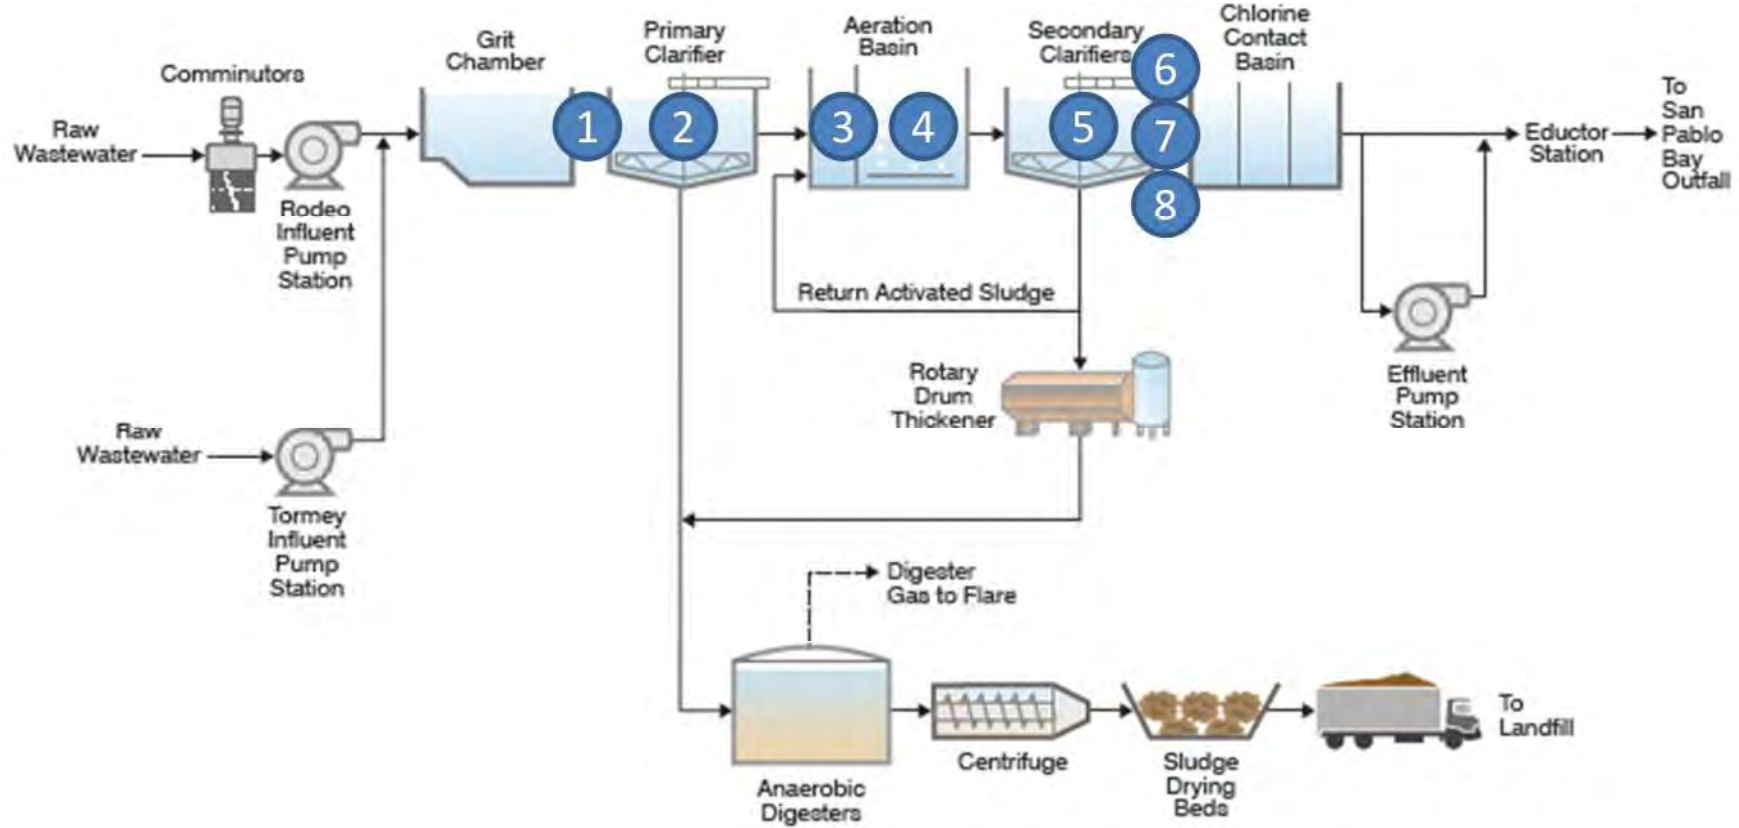 Comminutors
Raw
Wastewater
Rodeo
Influent
Pump
Station
Grit
Chamber
1
Primary
Clarifier
2
Aeration
Basin
3
4
Secondary
Clarifiers
5
6
7
8
Chlorine
Contact
Basin
Eductor
Station
To
San
Pablo
Bay
Outfall
Effluent
Pump
Station
Return Activated Sludge
Rotary
Drum
Thickener
Raw
Wastewater
Tormey
Influent
Pump
Station
Digester
Gas to Flare
Anaerobic
Digesters
Centrifuge
Sludge
Drying
Beds
To
Landfill